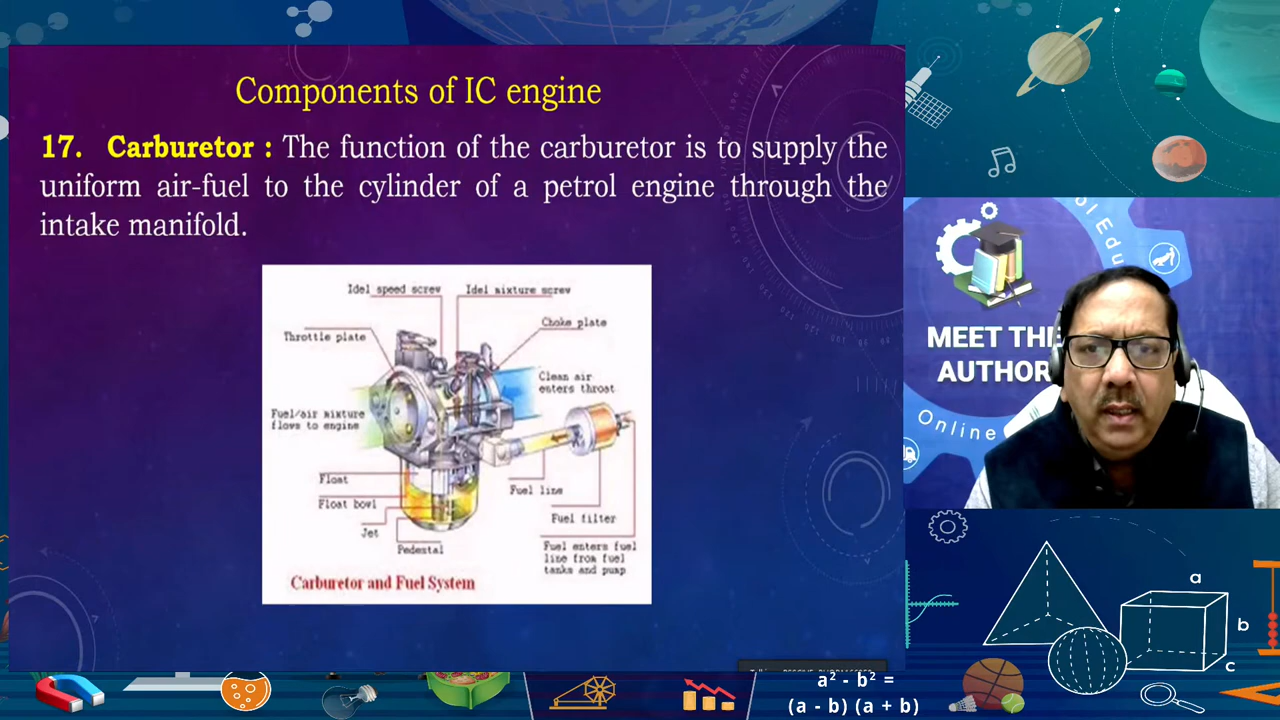 Components of IC engine
17. Carburetor : The function of the carburetor is to supply the
uniform air-fuel to the cylinder of a petrol engine through the
intake manifold.
Idel speed screw
Idel mixture screw
Choke plate
Throttle plate
Clean air
enters throat
Fuel/air mixture
flows to engine
Float
Float bowl
Jet
Pedestal
Fuel line
Fuel filter
Fuel enters fuel
line from fuel
tanks and pump
Carburetor and Fuel System
MEET THE
AUTHOR
Online
ol Edu
a
b
c
a² - b² =
(a - b) (a + b)